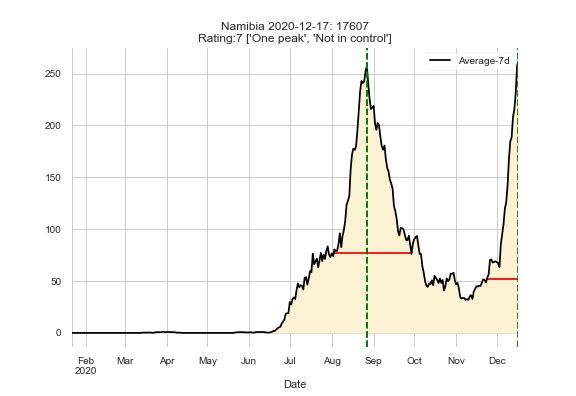 Namibia 2020-12-17: 17607
Rating:7 ['One peak', 'Not in control']
Average-7d
250
200
150
100
50
0
Feb Mar Apr May Jun Jul Aug Sep Oct Nov Dec
2020
Date